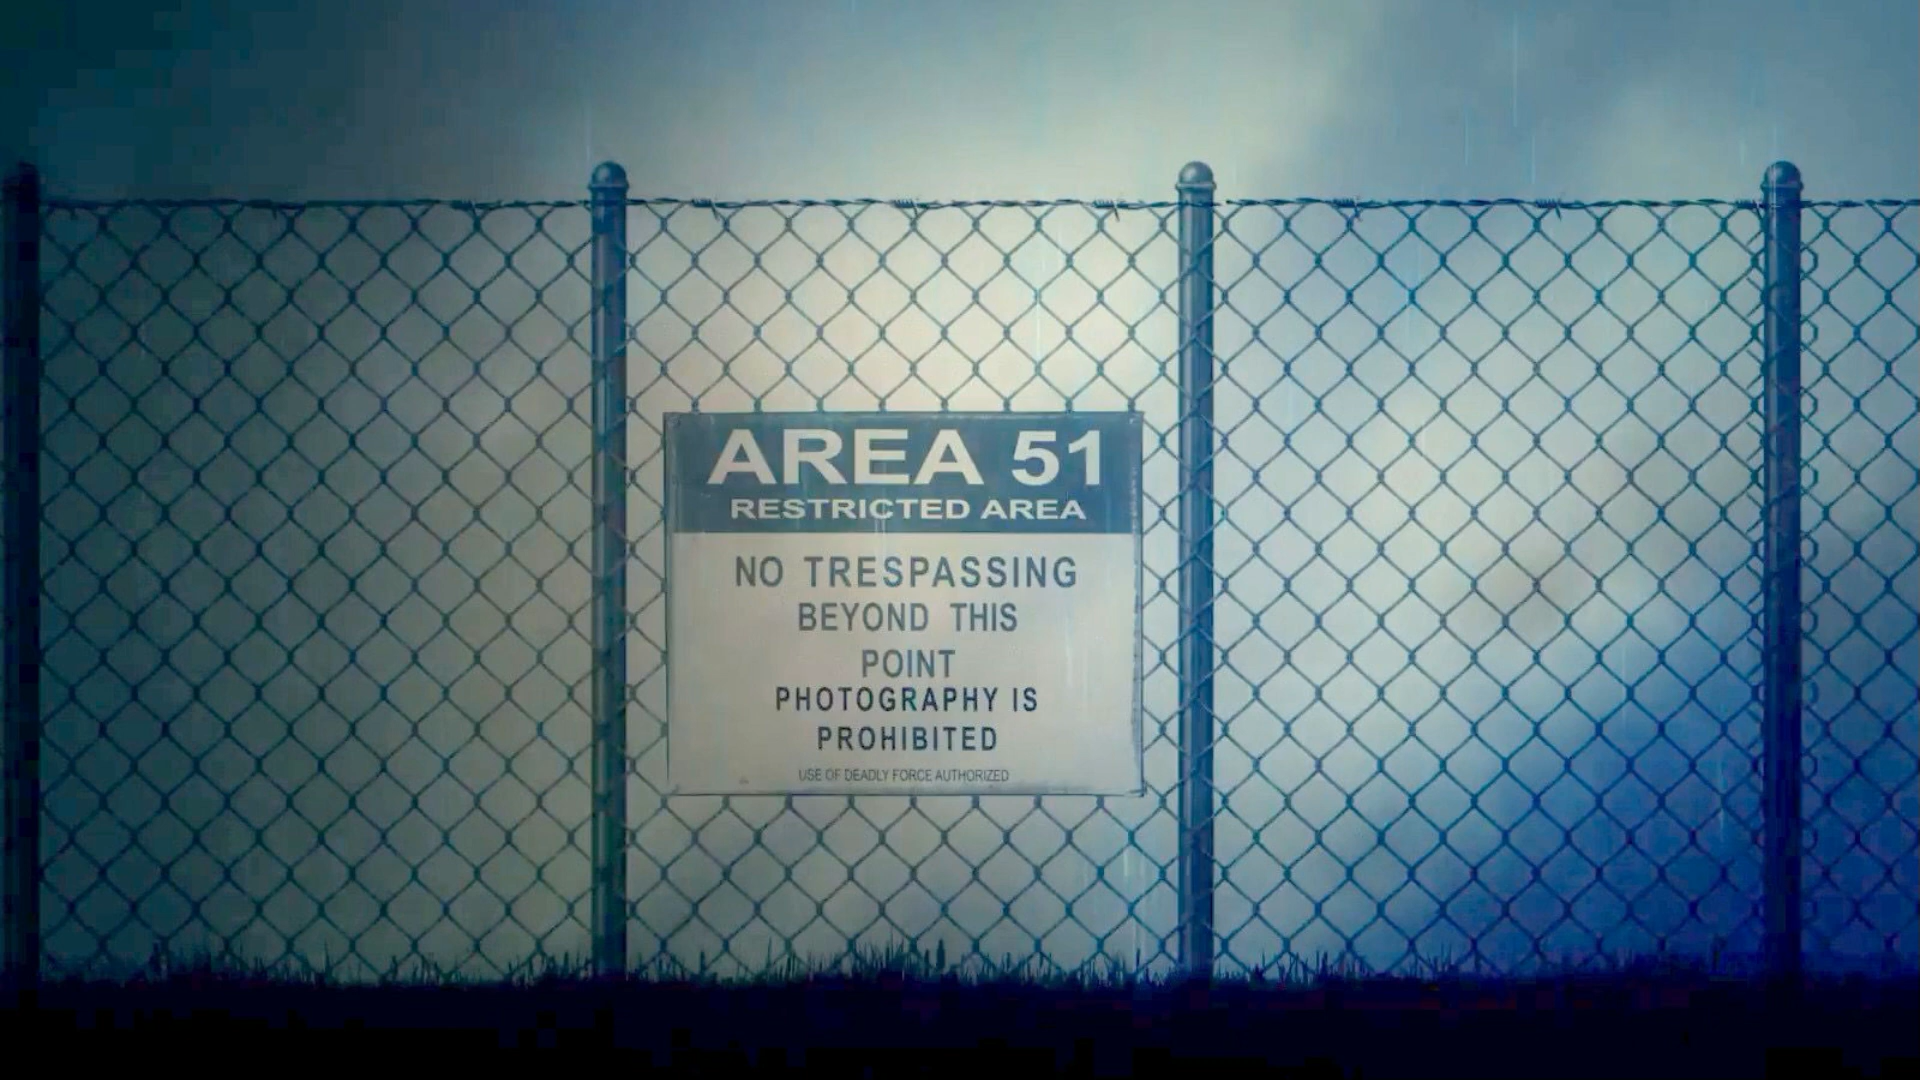 AREA 51
RESTRICTED AREA
NO TRESPASSING
BEYOND THIS
POINT
PHOTOGRAPHY IS
PROHIBITED
USE OF DEADLY FORCE AUTHORIZED